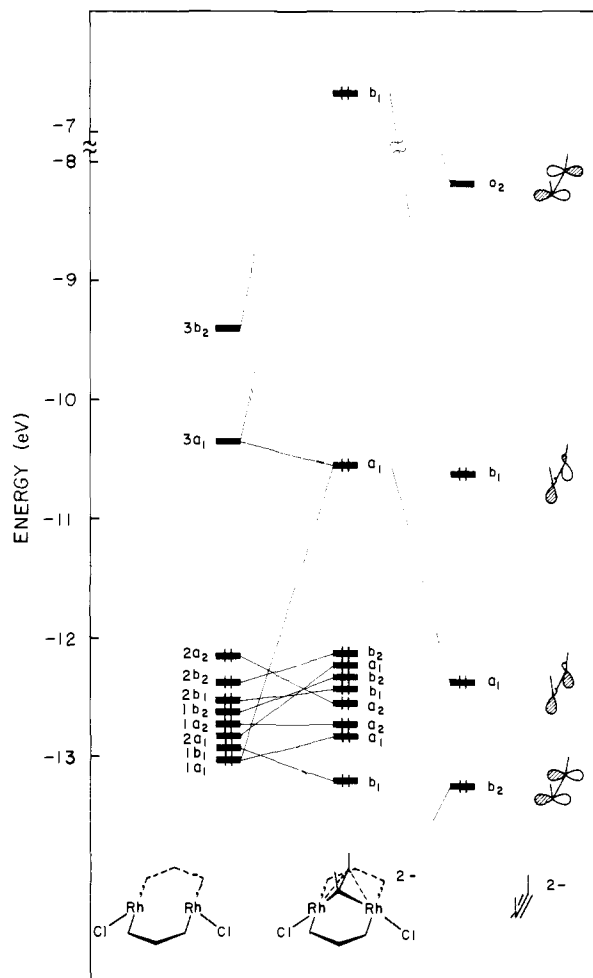 ENERGY (eV)
-7
-8
-9
-10
-11
-12
-13
3b₂
3a₁
2a₂
2b₂
2b₁
1b₂
1a₂
2a₁
1b₁
1a₁
b₁
a₁
b₂
a₁
b₂
b₁
a₂
a₂
a₁
b₁
a₂
b₁
a₁
b₂
Rh Rh
Cl Cl
2-
Rh Rh
Cl Cl
2-